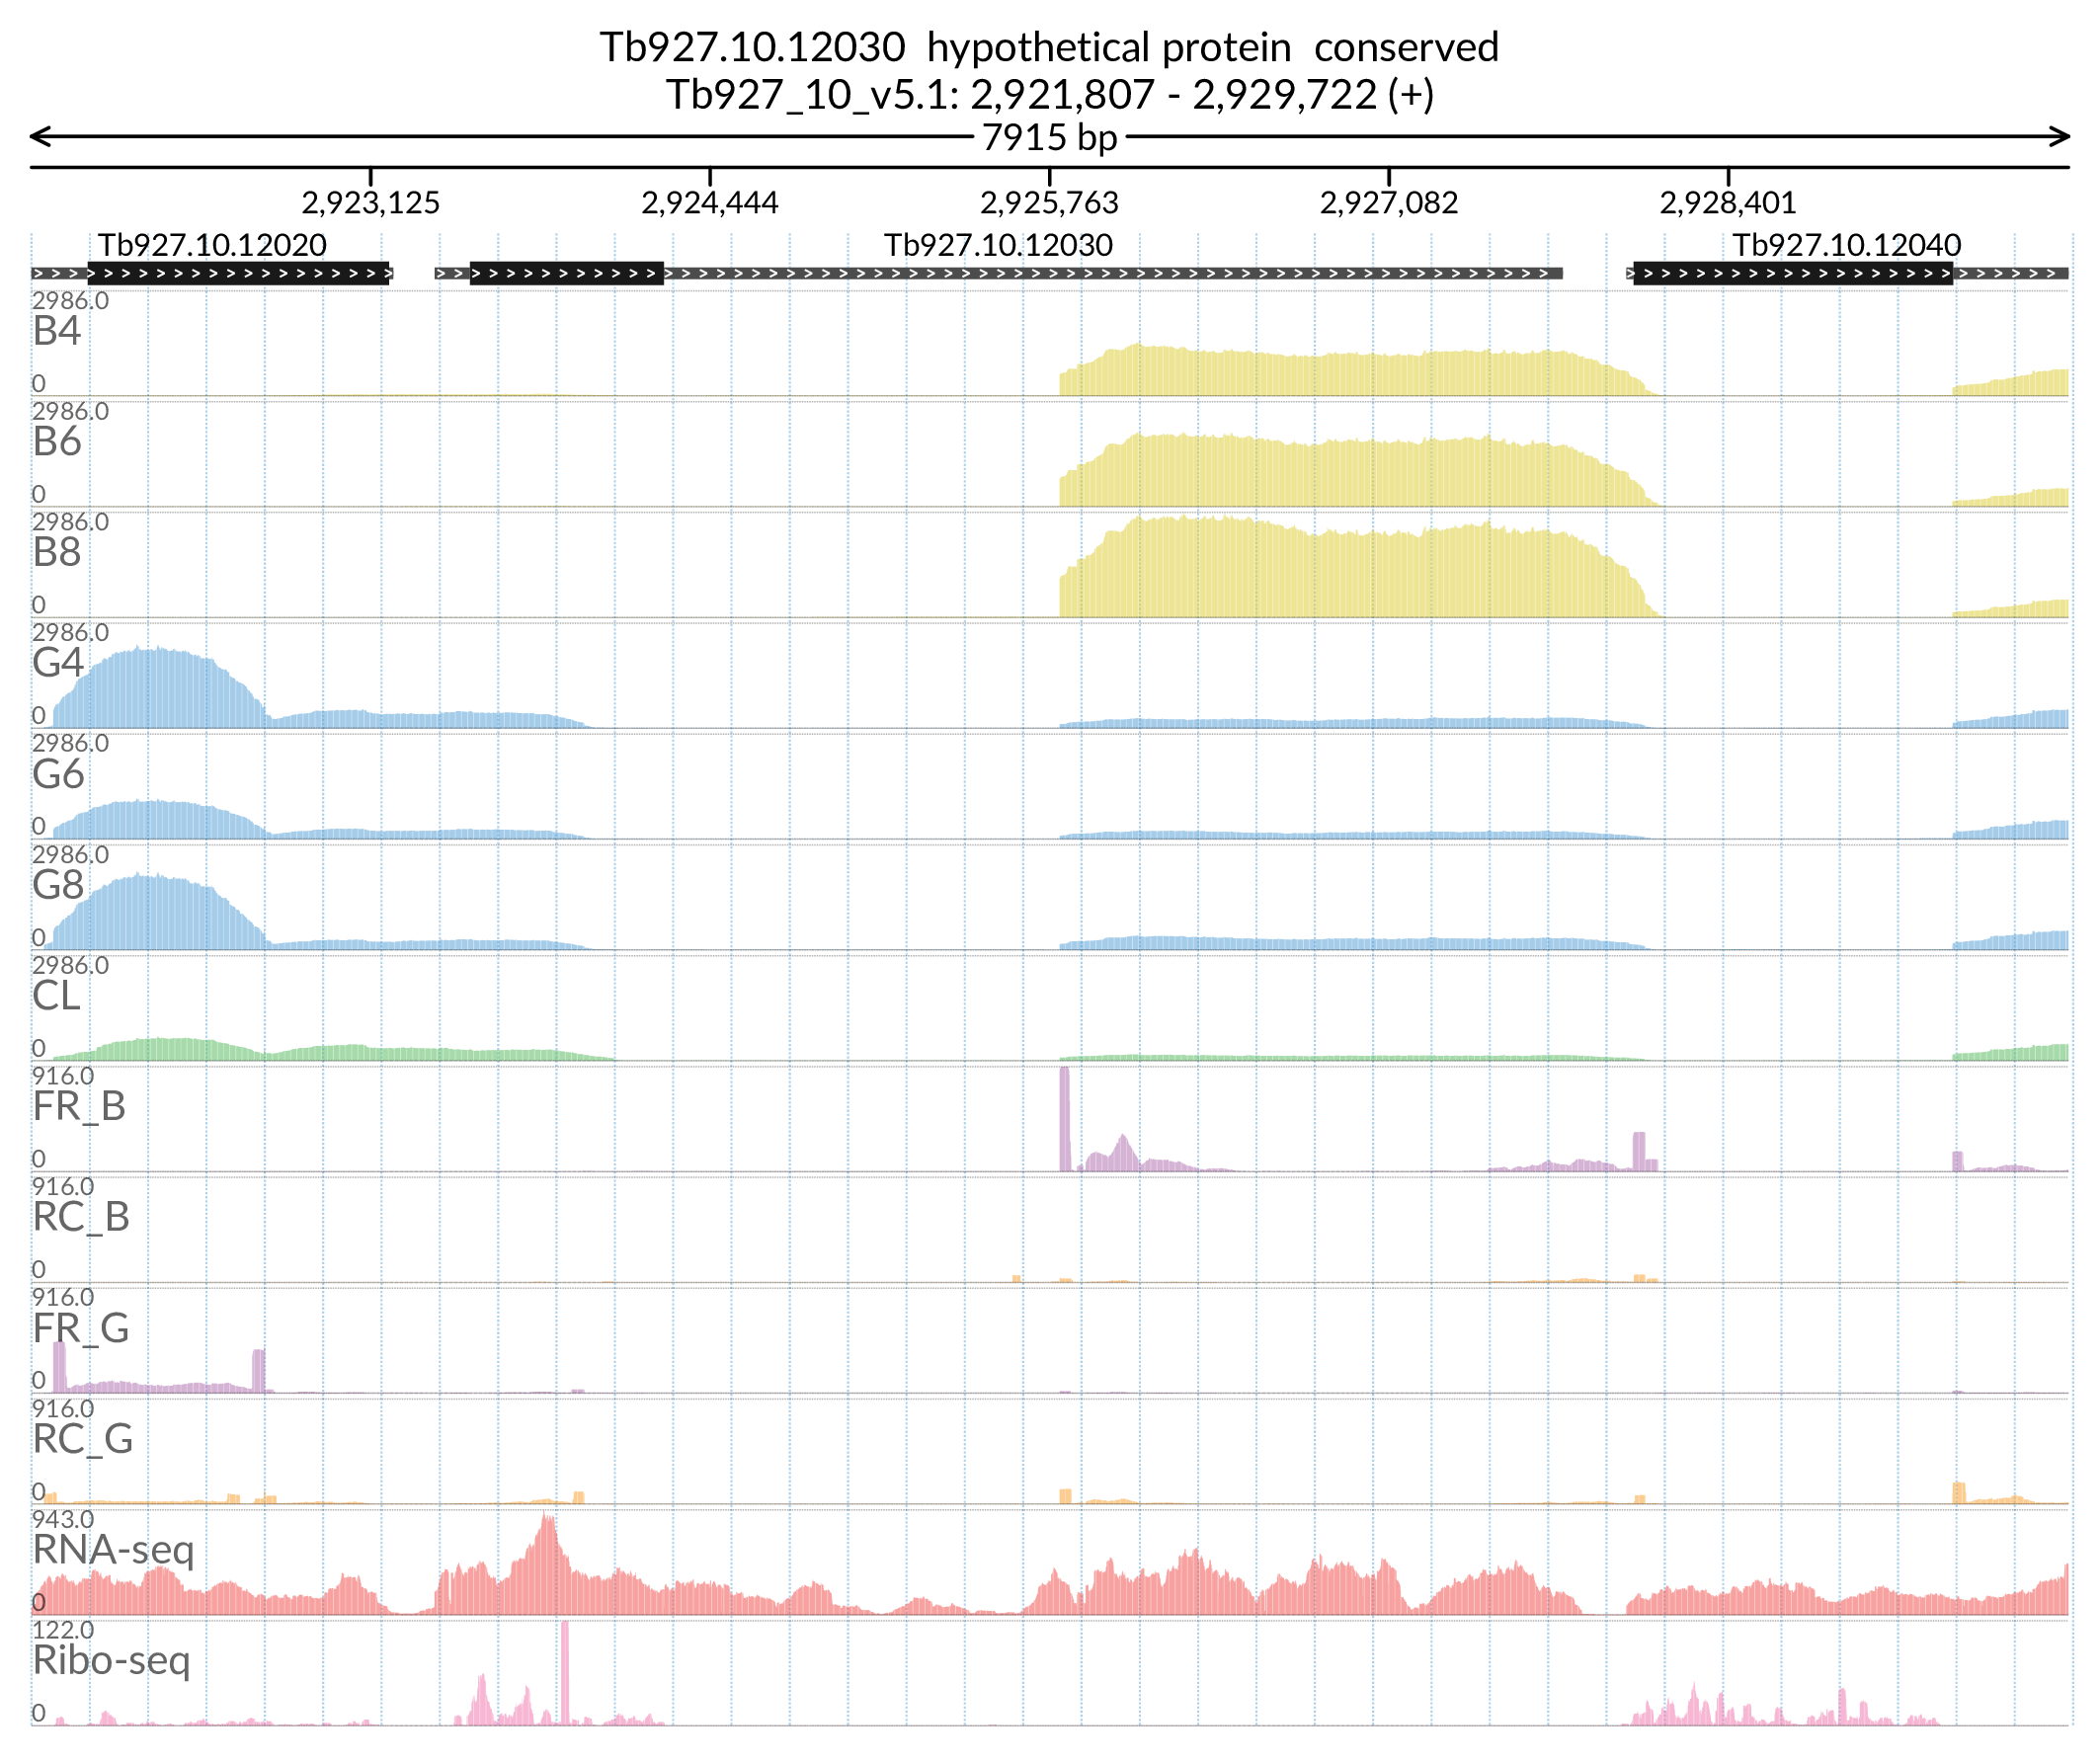 Tb927.10.12030 hypothetical protein conserved
Tb927_10_v5.1: 2,921,807 - 2,929,722 (+)
7915 bp
2,923,125 2,924,444 2,925,763 2,927,082 2,928,401
Tb927.10.12020 Tb927.10.12030 Tb927.10.12040
2986.0
B4
0
2986.0
B6
0
2986.0
B8
0
2986.0
G4
0
2986.0
G6
0
2986.0
G8
0
2986.0
CL
0
916.0
FR_B
0
916.0
RC_B
0
916.0
FR_G
0
916.0
RC_G
0
943.0
RNA-seq
0
122.0
Ribo-seq
0